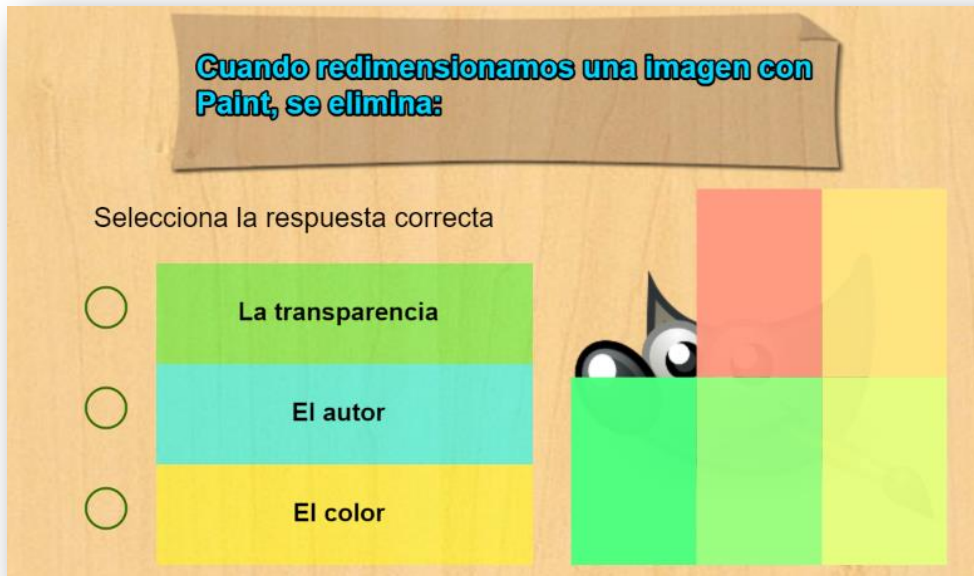 Cuando redimensionamos una imagen con
Paint, se elimina:
Selecciona la respuesta correcta
La transparencia
El autor
El color